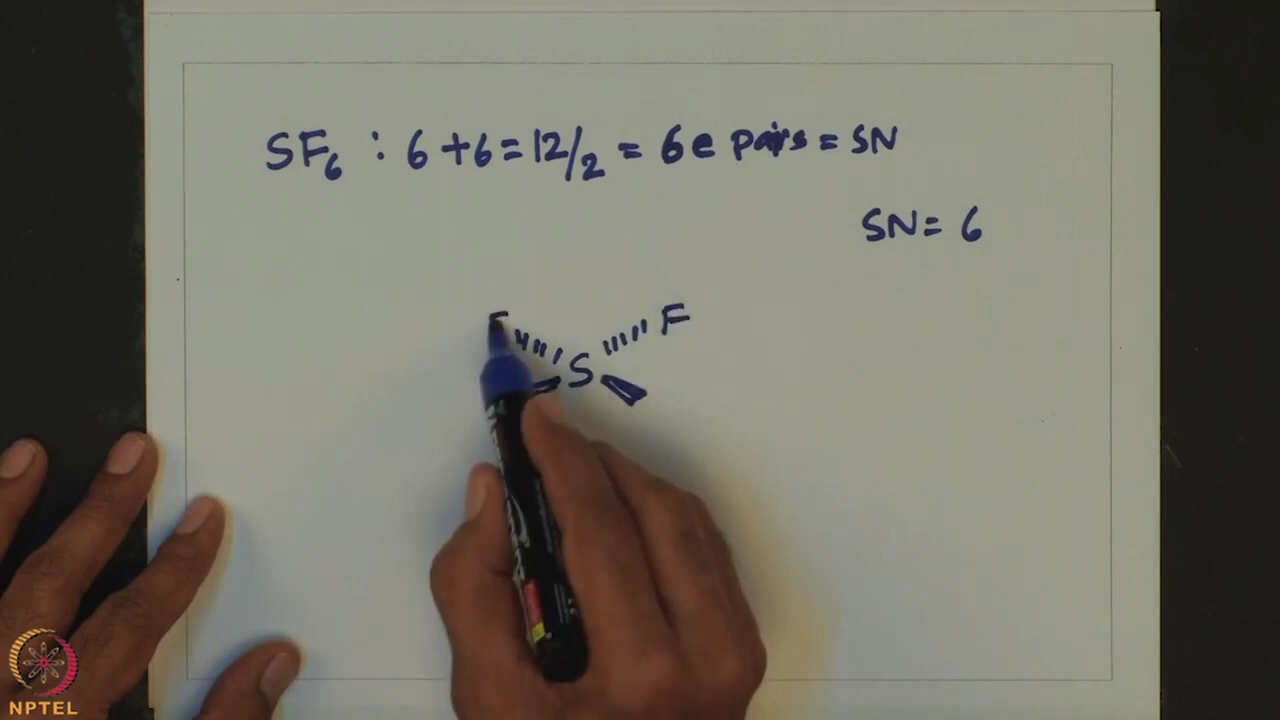 SF₆ : 6 + 6 = 12/2 = 6 e pairs = SN
SN = 6
F F
S
NPTEL